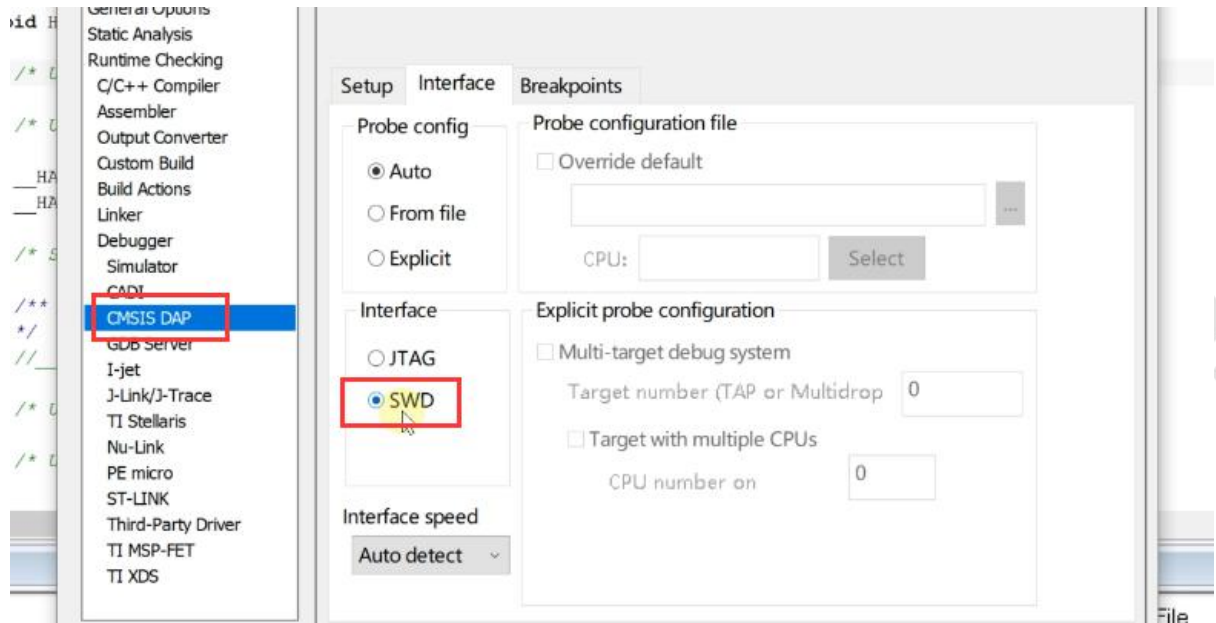 oid H
/* U
/* U
__HA
__HA
/* S
/**
*/
//__
/* U
/* U
General Options
Static Analysis
Runtime Checking
C/C++ Compiler
Assembler
Output Converter
Custom Build
Build Actions
Linker
Debugger
Simulator
CADI
CMSIS DAP
GDB Server
I-jet
J-Link/J-Trace
TI Stellaris
Nu-Link
PE micro
ST-LINK
Third-Party Driver
TI MSP-FET
TI XDS
Setup Interface Breakpoints
Probe config
Auto
From file
Explicit
Probe configuration file
Override default
...
CPU: Select
Interface
JTAG
SWD
Interface speed
Auto detect
Explicit probe configuration
Multi-target debug system
Target number (TAP or Multidrop 0
Target with multiple CPUs
CPU number on 0
File